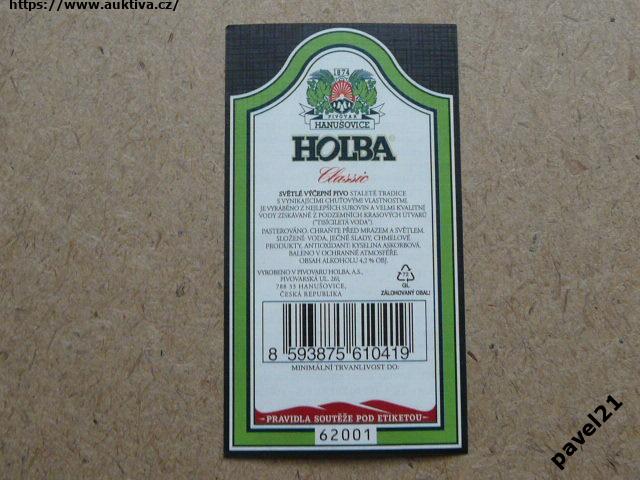 https://www.auktiva.cz/
1874
PIVOVAR
HANUŠOVICE
HOLBA®
Classic
SVĚTLÉ VÝČEPNÍ PIVO STALETÉ TRADICE
S VYNIKAJÍCÍMI CHUŤOVÝMI VLASTNOSTMI,
JE VYRÁBĚNO Z NEJLEPŠÍCH SUROVIN A VELMI KVALITNÍ
VODY ZÍSKÁVANÉ Z PODZEMNÍCH KRASOVÝCH ÚTVARŮ
("TISÍCILETÁ VODA").
PASTEROVÁNO. CHRAŇTE PŘED MRAZEM A SVĚTLEM.
SLOŽENÍ: VODA, JEČNÉ SLADY, CHMELOVÉ
PRODUKTY, ANTIOXIDANT: KYSELINA ASKORBOVÁ,
BALENO V OCHRANNÉ ATMOSFÉŘE.
OBSAH ALKOHOLU 4,2 % OBJ.
VYROBENO V PIVOVARU HOLBA, A.S.,
PIVOVARSKÁ UL. 261,
788 33 HANUŠOVICE,
ČESKÁ REPUBLIKA
GL
ZÁLOHOVANÝ OBAL!
8 593875 610419
MINIMÁLNÍ TRVANLIVOST DO:
–PRAVIDLA SOUTĚŽE POD ETIKETOU–
62001
pavel21